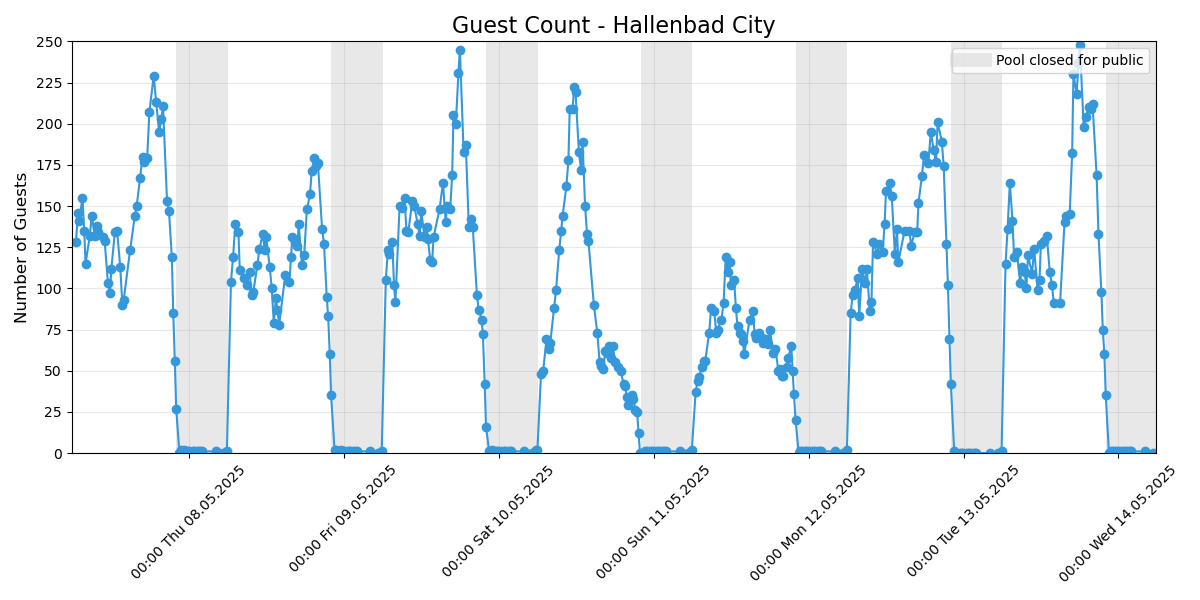 Guest Count - Hallenbad City
Pool closed for public
Number of Guests
250
225
200
175
150
125
100
75
50
25
0
00:00 Thu 08.05.2025
00:00 Fri 09.05.2025
00:00 Sat 10.05.2025
00:00 Sun 11.05.2025
00:00 Mon 12.05.2025
00:00 Tue 13.05.2025
00:00 Wed 14.05.2025